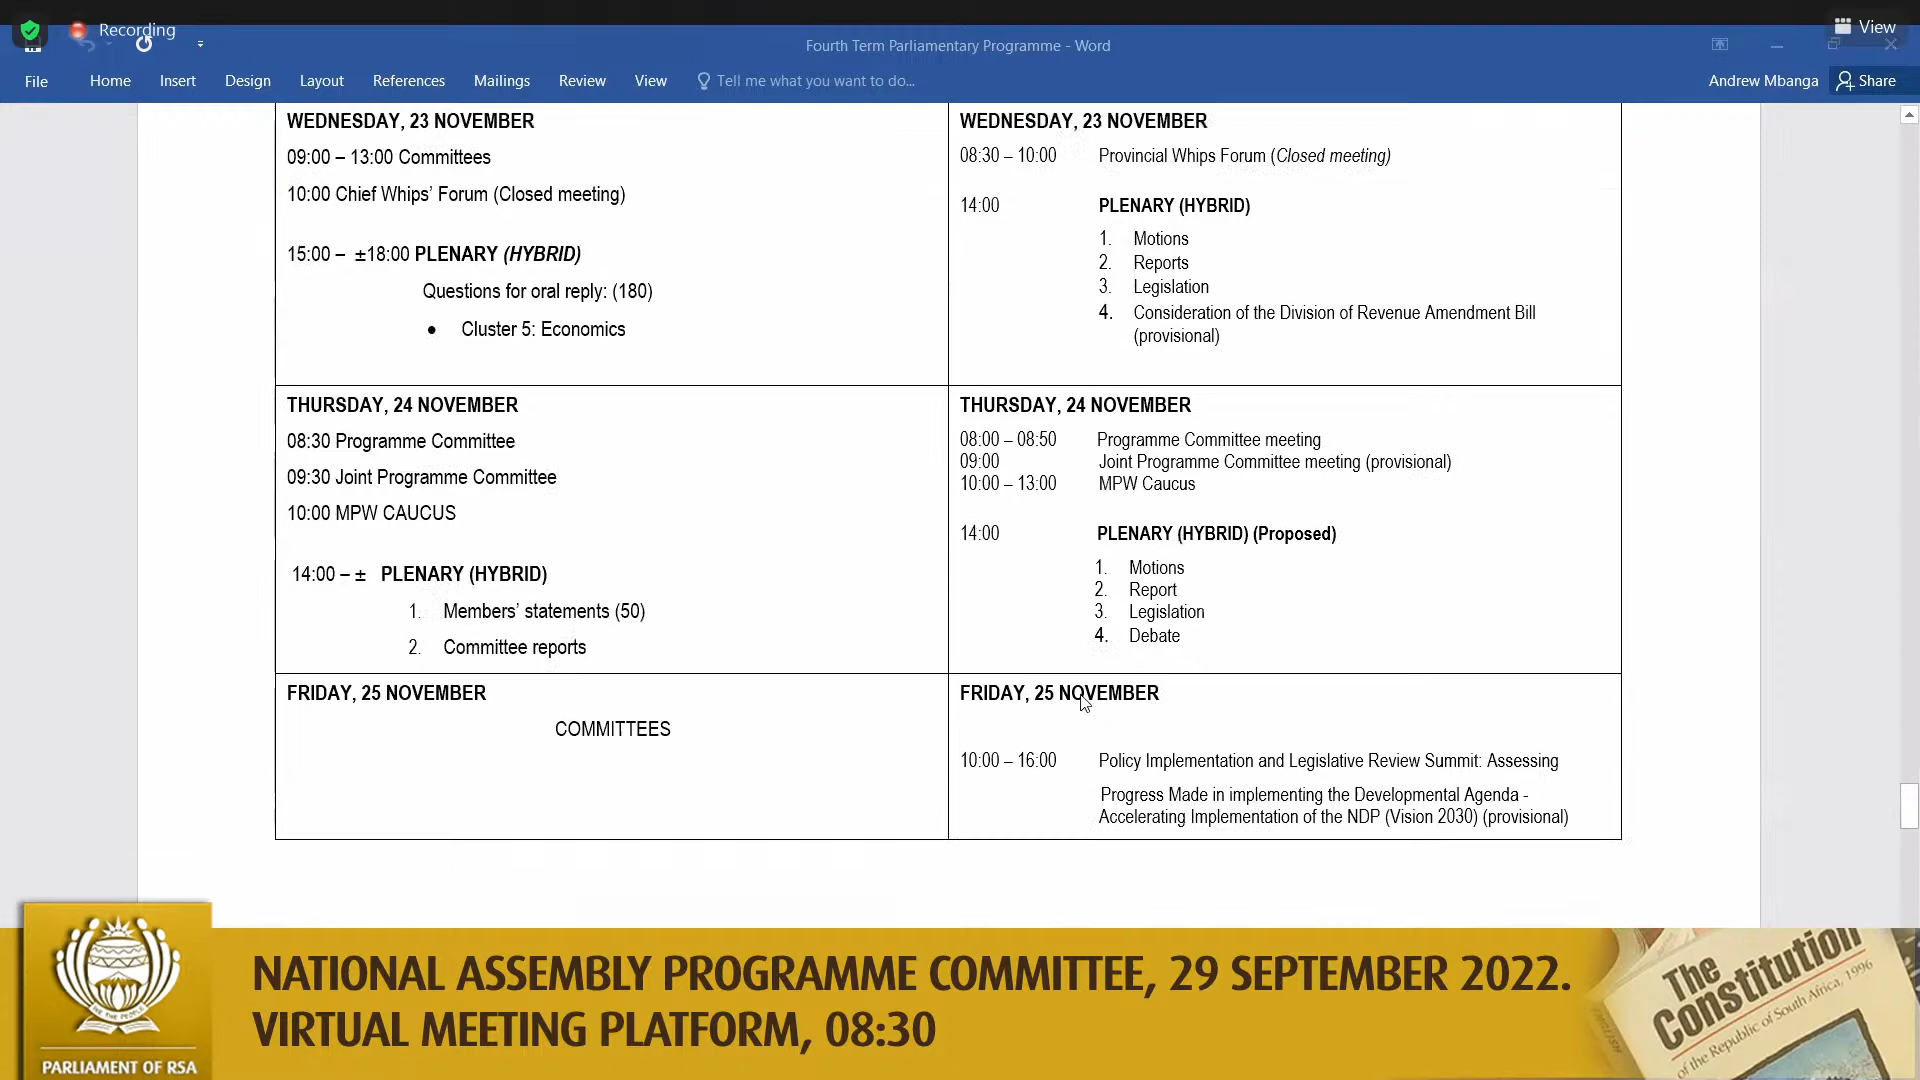 Recording
View
Fourth Term Parliamentary Programme - Word
File Home Insert Design Layout References Mailings Review View Tell me what you want to do... Andrew Mbanga Share
WEDNESDAY, 23 NOVEMBER
09:00 – 13:00 Committees
10:00 Chief Whips' Forum (Closed meeting)
15:00 – ±18:00 PLENARY (HYBRID)
Questions for oral reply: (180)
• Cluster 5: Economics
WEDNESDAY, 23 NOVEMBER
08:30 – 10:00 Provincial Whips Forum (Closed meeting)
14:00 PLENARY (HYBRID)
1. Motions
2. Reports
3. Legislation
4. Consideration of the Division of Revenue Amendment Bill
(provisional)
THURSDAY, 24 NOVEMBER
08:30 Programme Committee
09:30 Joint Programme Committee
10:00 MPW CAUCUS
14:00 – ± PLENARY (HYBRID)
1. Members' statements (50)
2. Committee reports
THURSDAY, 24 NOVEMBER
08:00 – 08:50 Programme Committee meeting
09:00 Joint Programme Committee meeting (provisional)
10:00 – 13:00 MPW Caucus
14:00 PLENARY (HYBRID) (Proposed)
1. Motions
2. Report
3. Legislation
4. Debate
FRIDAY, 25 NOVEMBER
COMMITTEES
FRIDAY, 25 NOVEMBER
10:00 – 16:00 Policy Implementation and Legislative Review Summit: Assessing
Progress Made in implementing the Developmental Agenda -
Accelerating Implementation of the NDP (Vision 2030) (provisional)
NATIONAL ASSEMBLY PROGRAMME COMMITTEE, 29 SEPTEMBER 2022.
VIRTUAL MEETING PLATFORM, 08:30
PARLIAMENT OF RSA
The
Constitution
of the Republic of South Africa, 1996